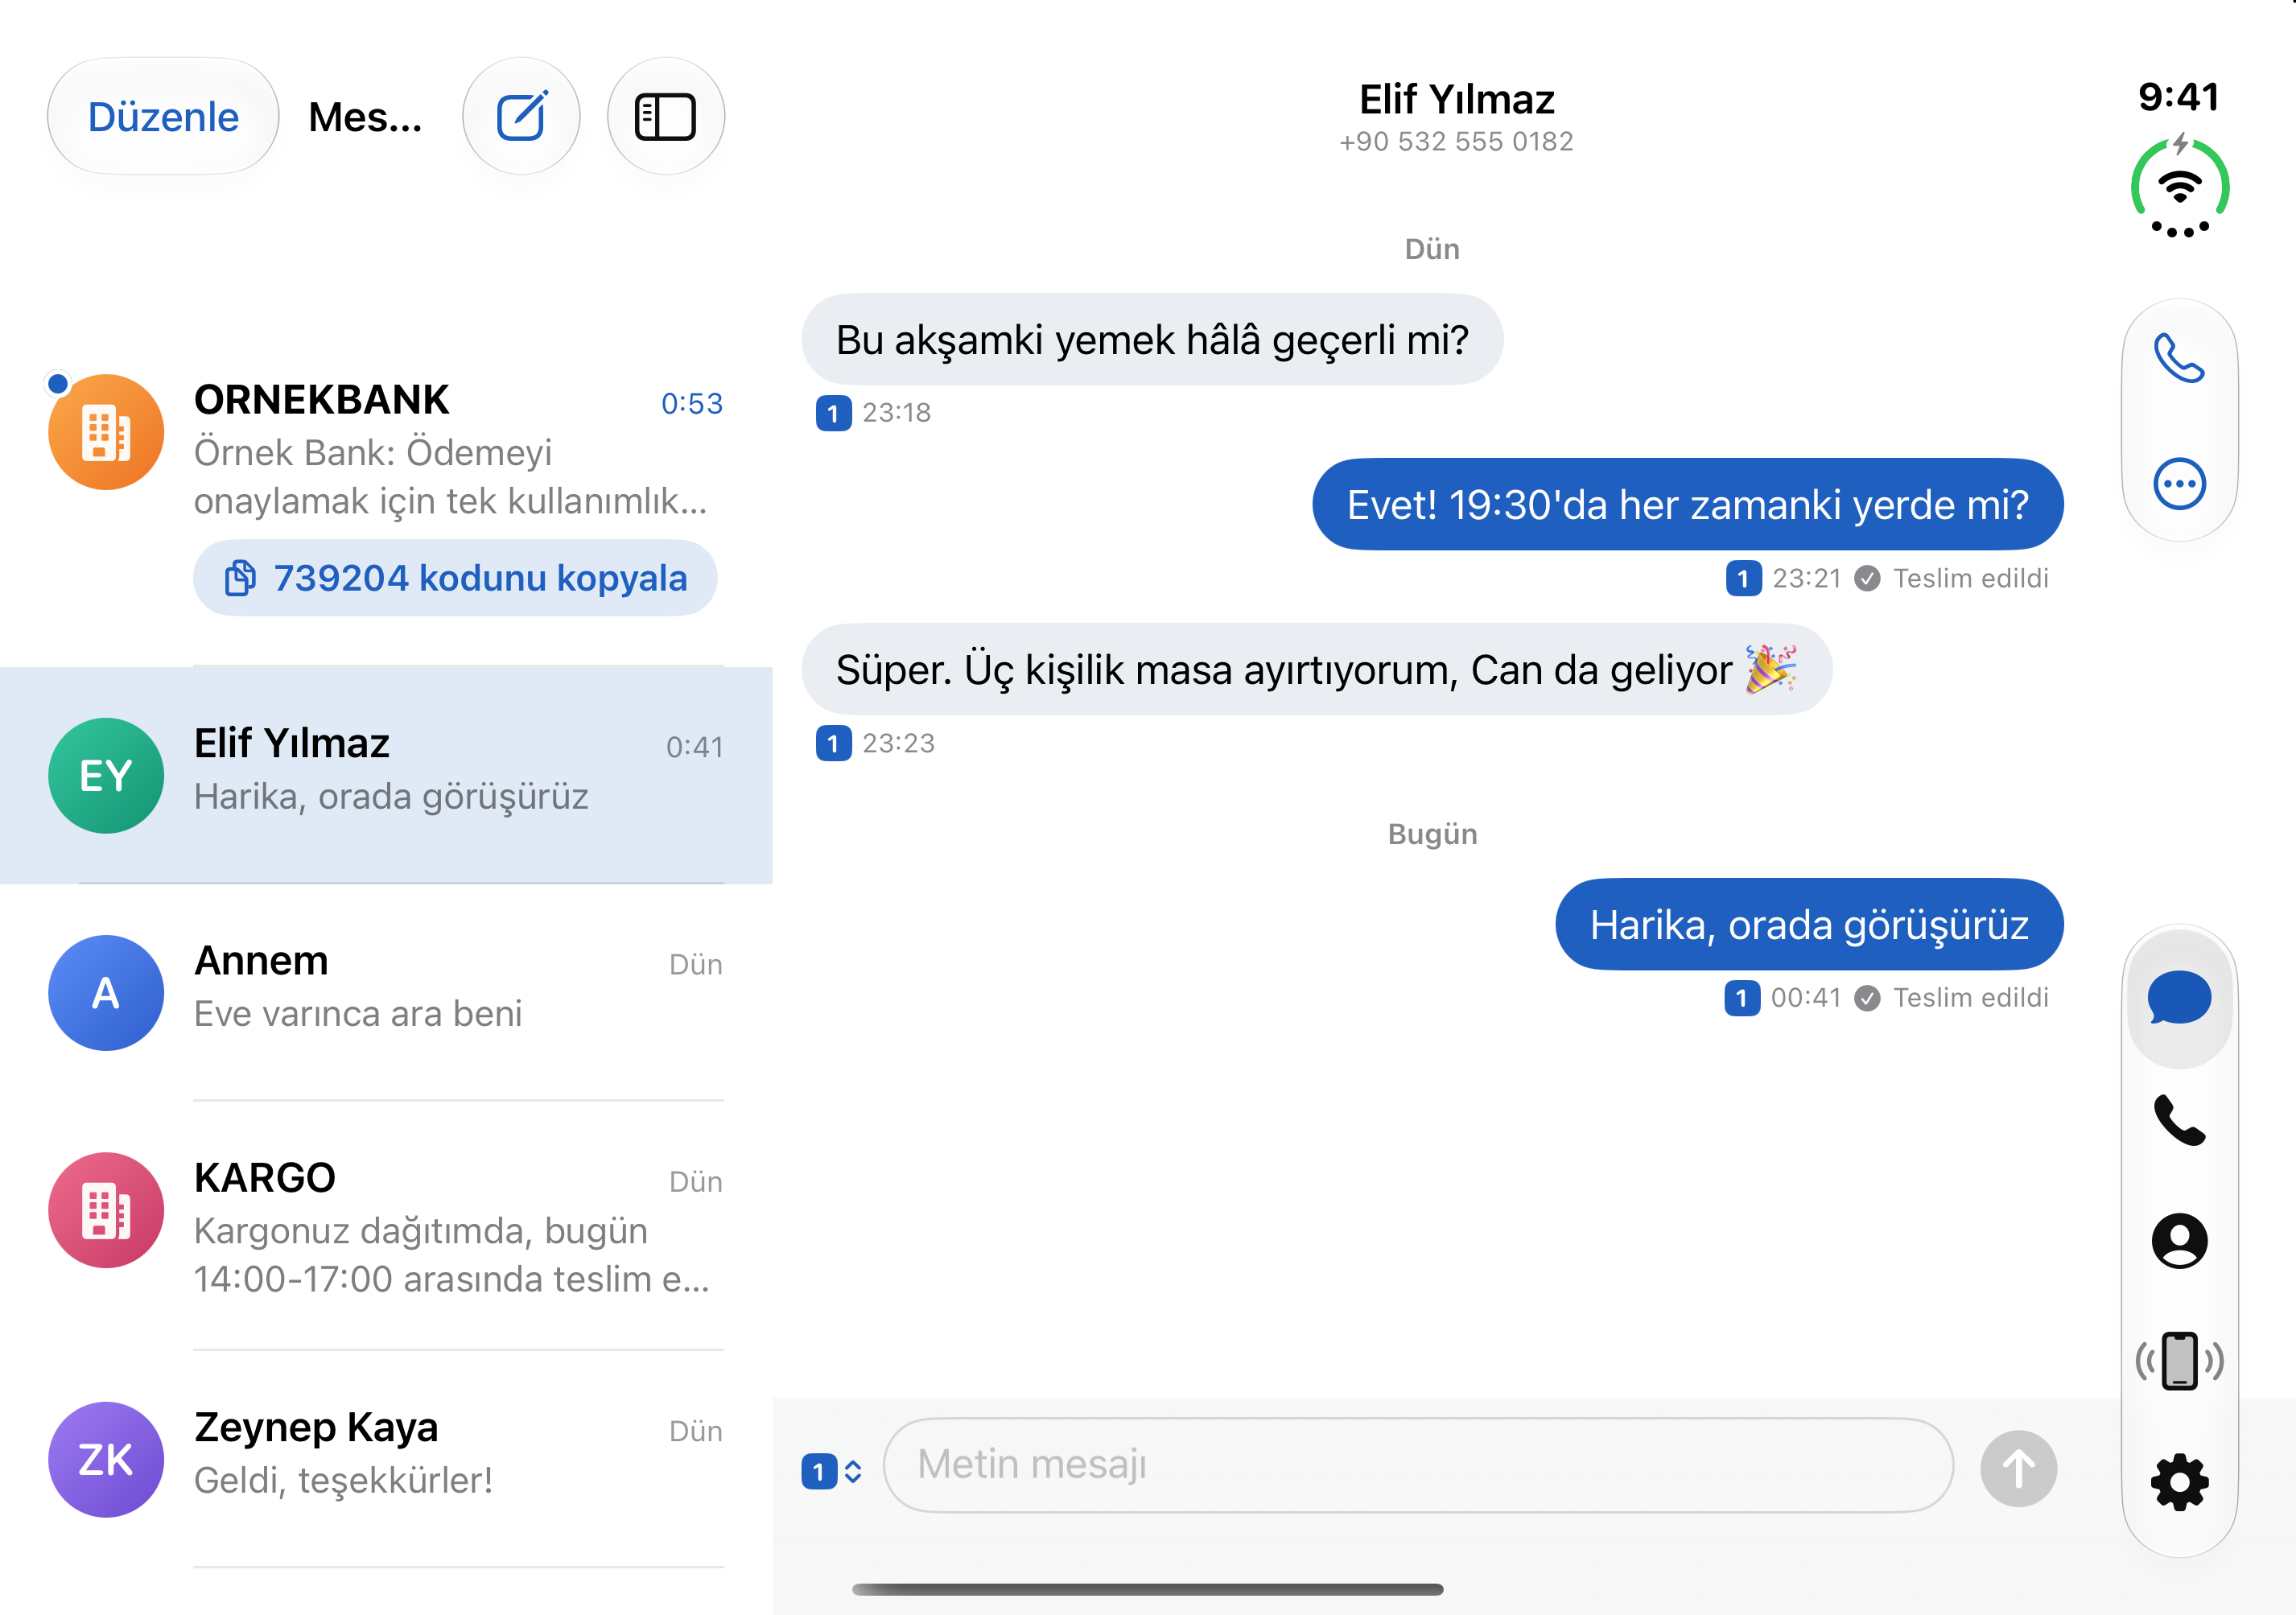 Düzenle
Mes...
ORNEKBANK
0:53
Örnek Bank: Ödemeyi
onaylamak için tek kullanımlık...
739204 kodunu kopyala
EY
Elif Yılmaz
0:41
Harika, orada görüşürüz
A
Annem
Dün
Eve varınca ara beni
KARGO
Dün
Kargonuz dağıtımda, bugün
14:00-17:00 arasında teslim e...
ZK
Zeynep Kaya
Dün
Geldi, teşekkürler!
Elif Yılmaz
+90 532 555 0182
Dün
Bu akşamki yemek hâlâ geçerli mi?
1 23:18
Evet! 19:30'da her zamanki yerde mi?
1 23:21 Teslim edildi
Süper. Üç kişilik masa ayırtıyorum, Can da geliyor 🎉
1 23:23
Bugün
Harika, orada görüşürüz
1 00:41 Teslim edildi
1
Metin mesajı
9:41